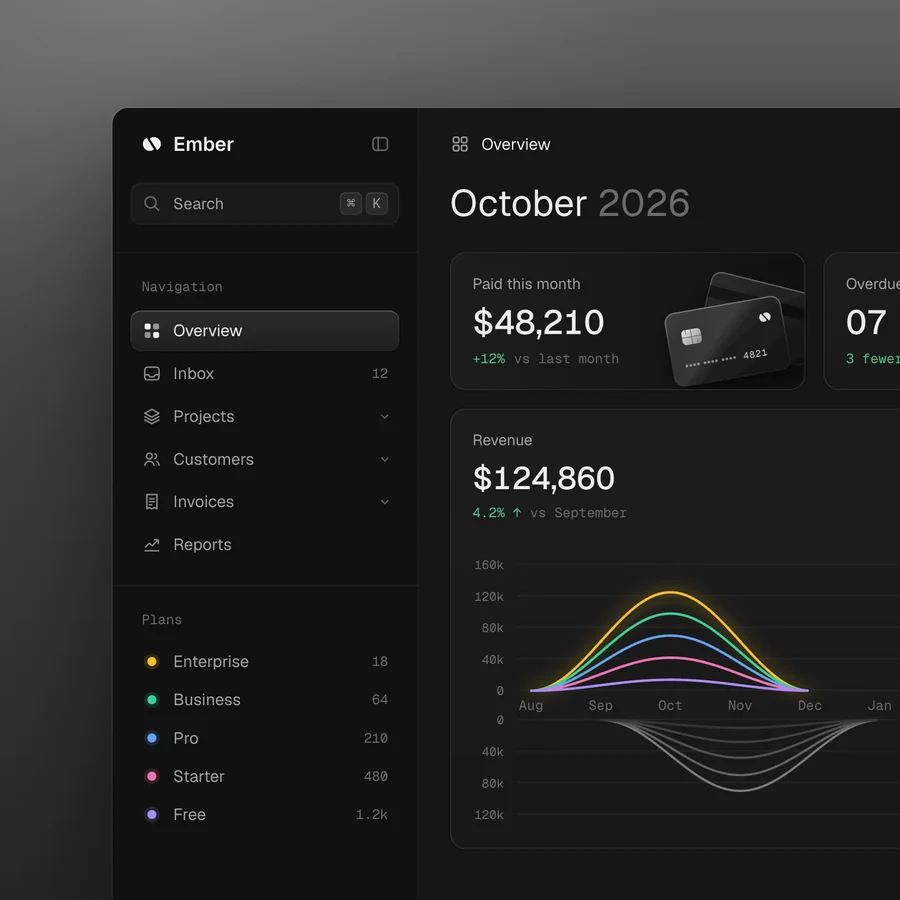 Ember
Search ⌘ K
Navigation
Overview
Inbox 12
Projects
Customers
Invoices
Reports
Plans
Enterprise 18
Business 64
Pro 210
Starter 480
Free 1.2k
Overview
October 2026
Paid this month
$48,210
+12% vs last month
•••• •••• •••• 4821
Overdue
07
3 fewer
Revenue
$124,860
4.2% ↑ vs September
160k
120k
80k
40k
0
Aug Sep Oct Nov Dec Jan
0
40k
80k
120k